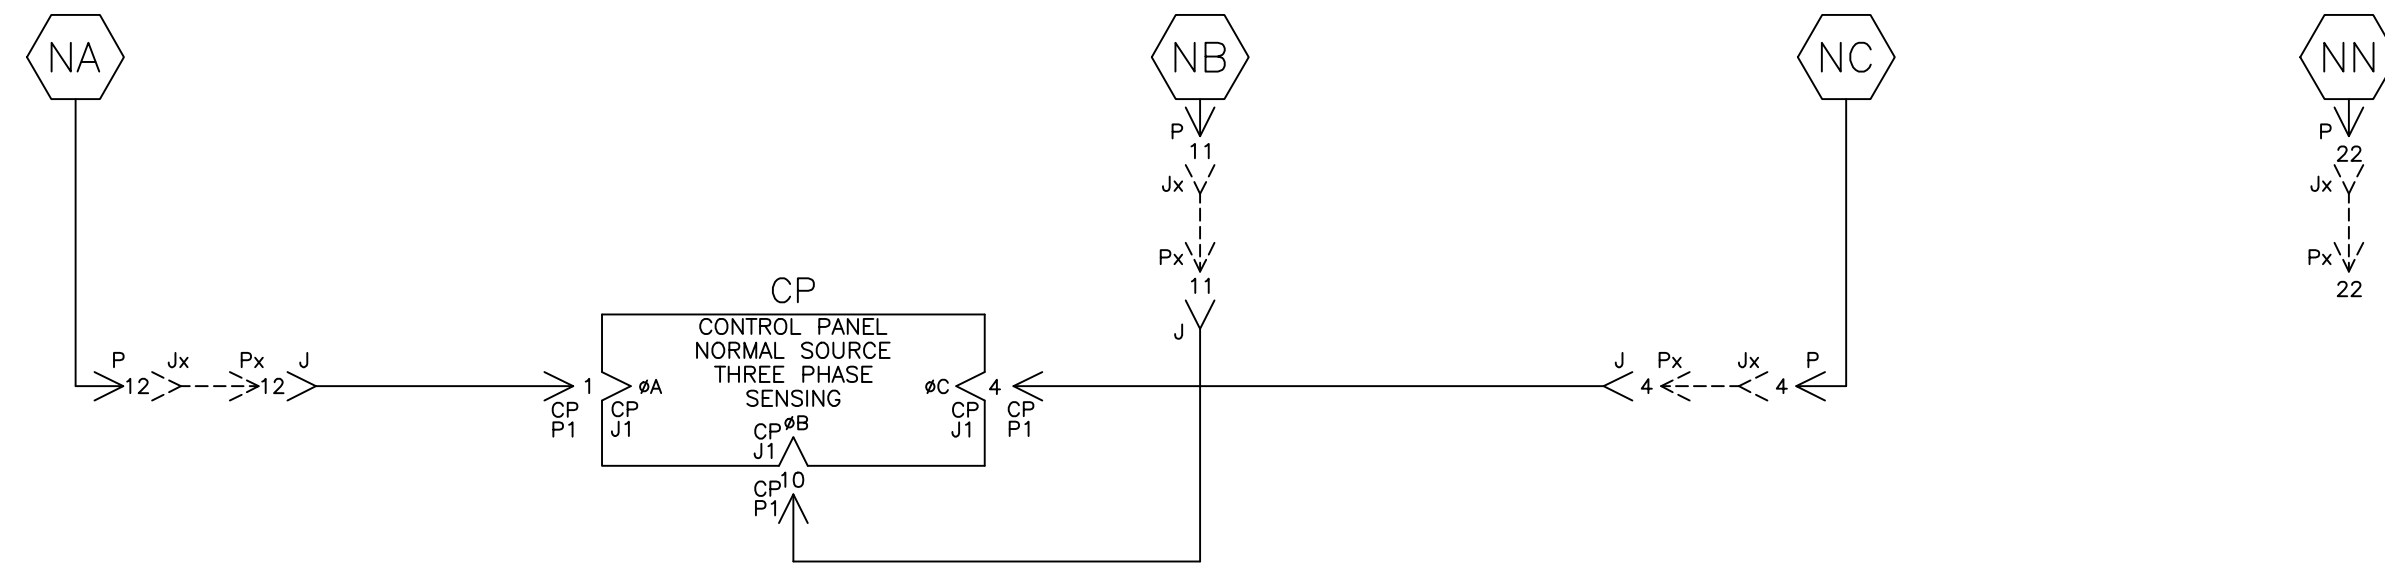 NA
NB
NC
NN
P
11
Jx
Px
11
J
P
22
Jx
Px
22
CP
CONTROL PANEL
NORMAL SOURCE
THREE PHASE
SENSING
P 12 Jx Px 12 J
1
CP
P1
øA
CP
J1
øC
CP
J1
4
CP
P1
J 4 Px Jx 4 P
øB
CP
J1
10
CP
P1